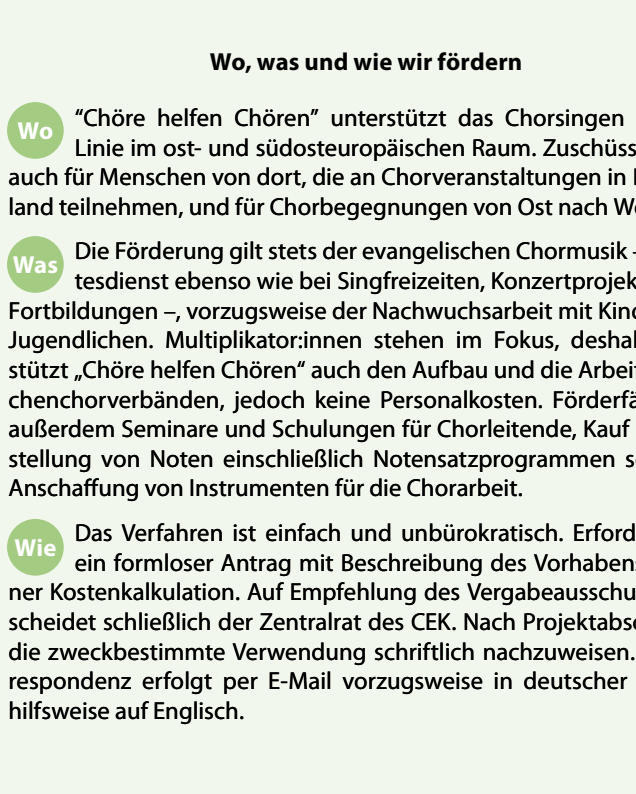 Wo, was und wie wir fördern
Wo “Chöre helfen Chören” unterstützt das Chorsingen
Linie im ost- und südosteuropäischen Raum. Zuschüss
auch für Menschen von dort, die an Chorveranstaltungen in
land teilnehmen, und für Chorbegegnungen von Ost nach W
Was Die Förderung gilt stets der evangelischen Chormusik –
tesdienst ebenso wie bei Singfreizeiten, Konzertprojek
Fortbildungen –, vorzugsweise der Nachwuchsarbeit mit Kind
Jugendlichen. Multiplikator:innen stehen im Fokus, deshal
stützt „Chöre helfen Chören“ auch den Aufbau und die Arbeit
chenchorverbänden, jedoch keine Personalkosten. Förderfä
außerdem Seminare und Schulungen für Chorleitende, Kauf
stellung von Noten einschließlich Notensatzprogrammen s
Anschaffung von Instrumenten für die Chorarbeit.
Wie Das Verfahren ist einfach und unbürokratisch. Erford
ein formloser Antrag mit Beschreibung des Vorhabens
ner Kostenkalkulation. Auf Empfehlung des Vergabeausschu
scheidet schließlich der Zentralrat des CEK. Nach Projektabs
die zweckbestimmte Verwendung schriftlich nachzuweisen.
respondenz erfolgt per E-Mail vorzugsweise in deutscher
hilfsweise auf Englisch.